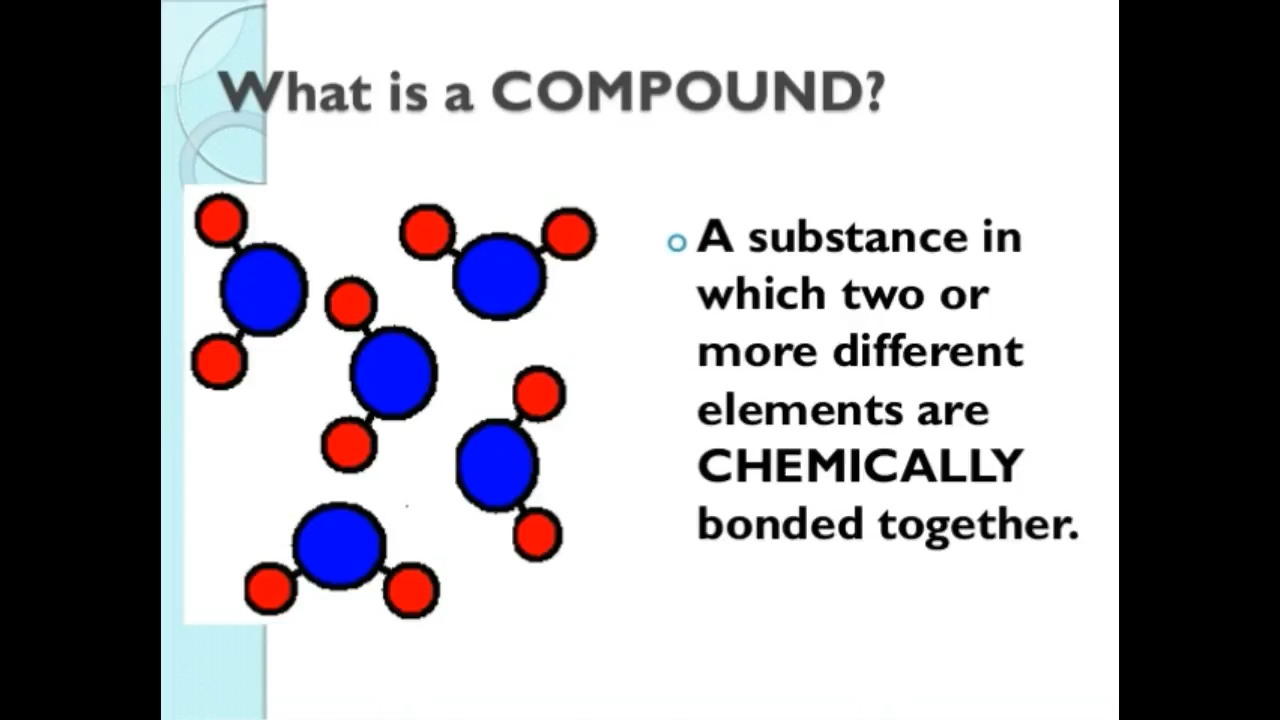 What is a COMPOUND?
A substance in
which two or
more different
elements are
CHEMICALLY
bonded together.